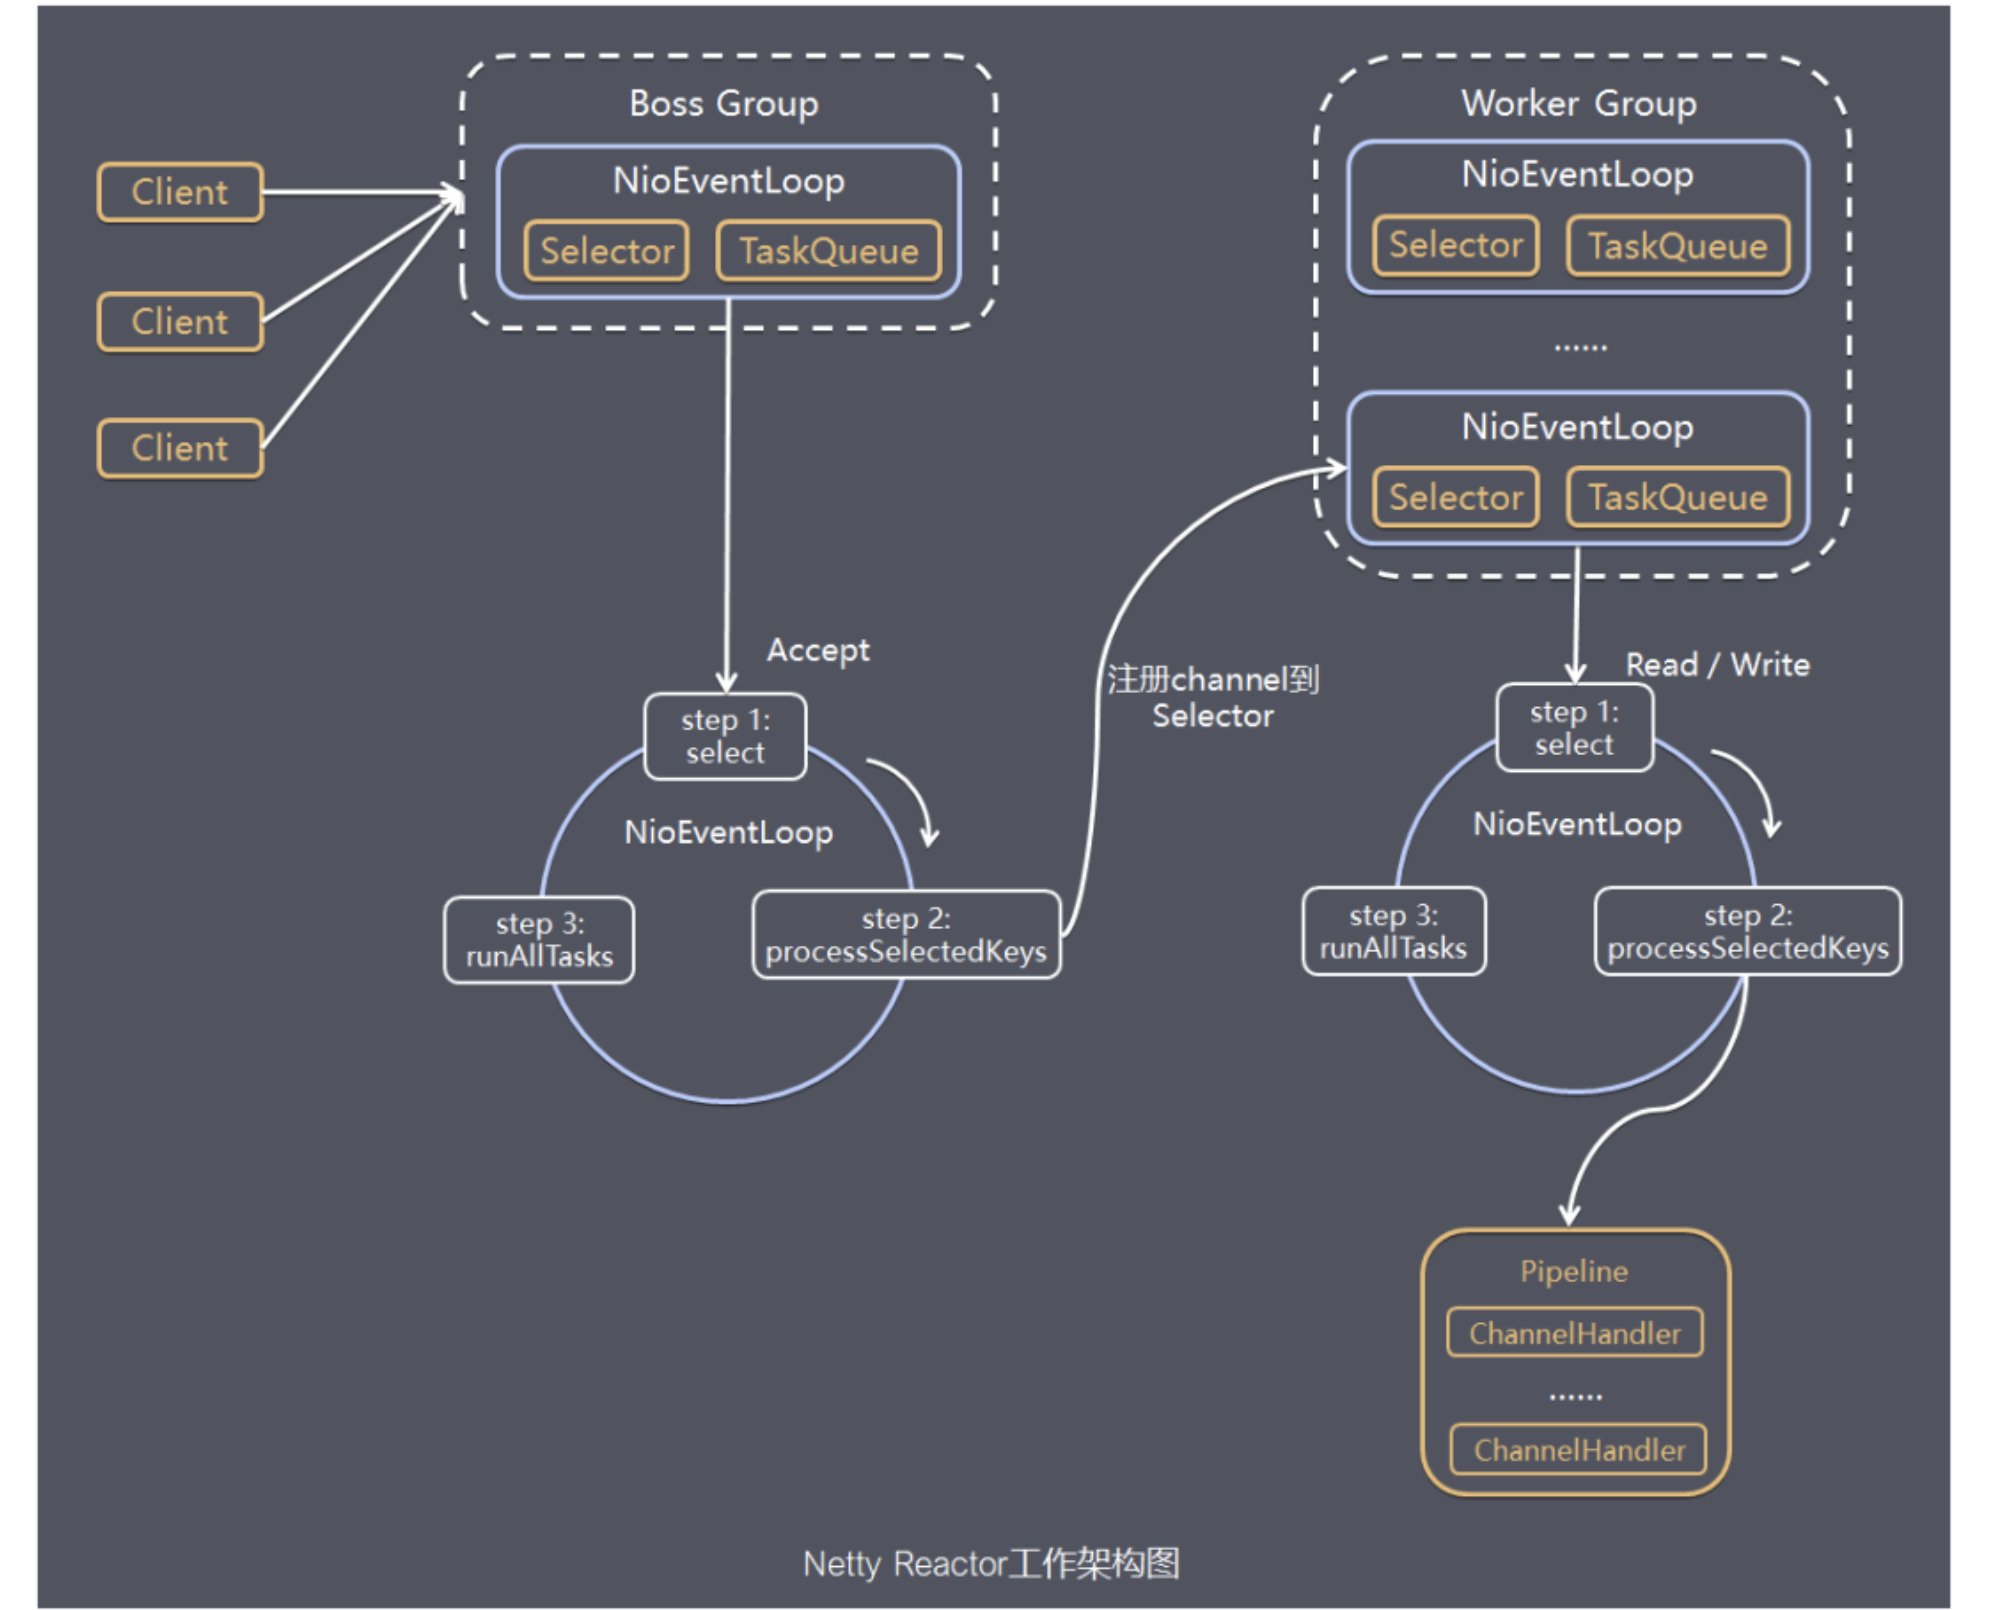 Boss Group
NioEventLoop
Selector
TaskQueue
Client
Client
Client
Accept
step 1:
select
NioEventLoop
step 2:
processSelectedKeys
step 3:
runAllTasks
注册channel到
Selector
Worker Group
NioEventLoop
Selector
TaskQueue
......
NioEventLoop
Selector
TaskQueue
Read / Write
step 1:
select
NioEventLoop
step 2:
processSelectedKeys
step 3:
runAllTasks
Pipeline
ChannelHandler
......
ChannelHandler
Netty Reactor工作架构图